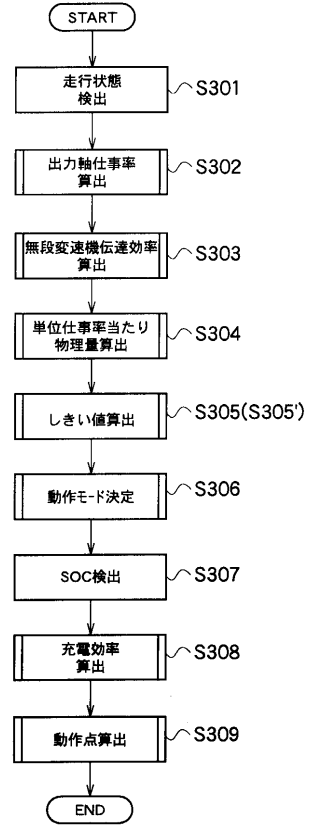 START
走行状態
検出
S301
出力軸仕事率
算出
S302
無段変速機伝達効率
算出
S303
単位仕事率当たり
物理量算出
S304
しきい値算出
S305(S305')
動作モード決定
S306
SOC検出
S307
充電効率
算出
S308
動作点算出
S309
END